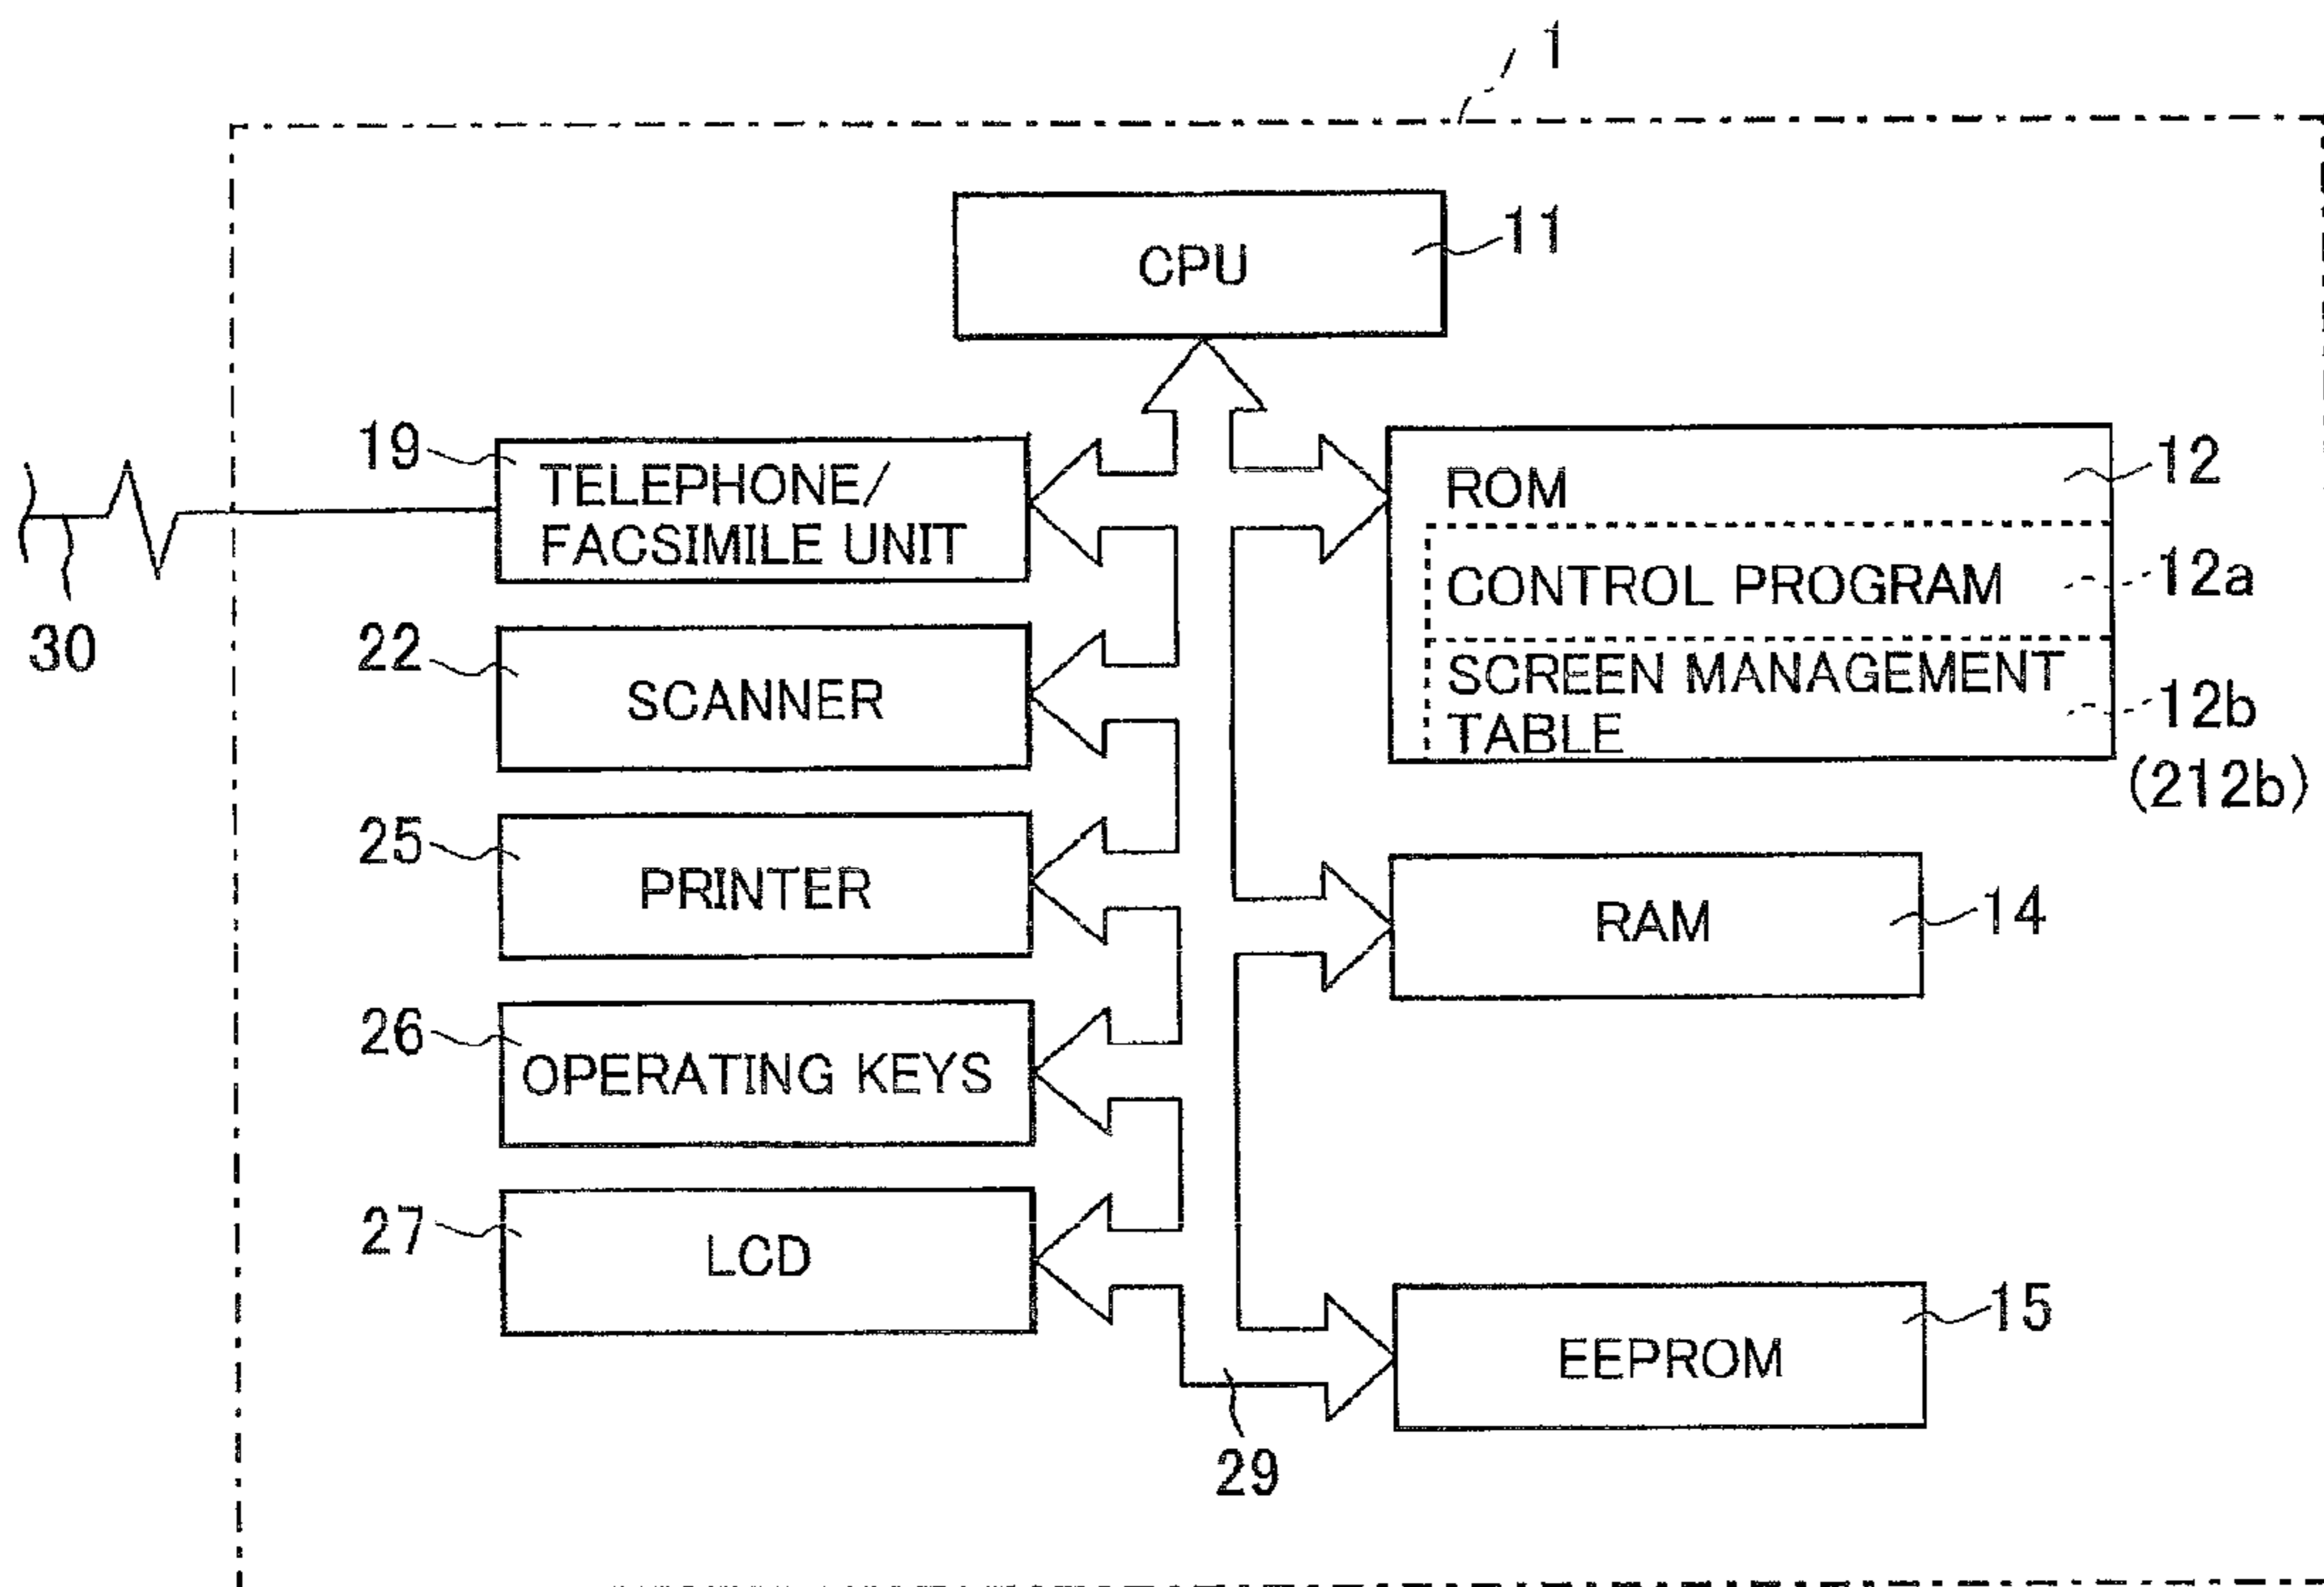 1
CPU
11
19
TELEPHONE/
FACSIMILE UNIT
30
ROM
12
CONTROL PROGRAM
12a
SCREEN MANAGEMENT
TABLE
12b
(212b)
22
SCANNER
25
PRINTER
RAM
14
26
OPERATING KEYS
27
LCD
EEPROM
15
29